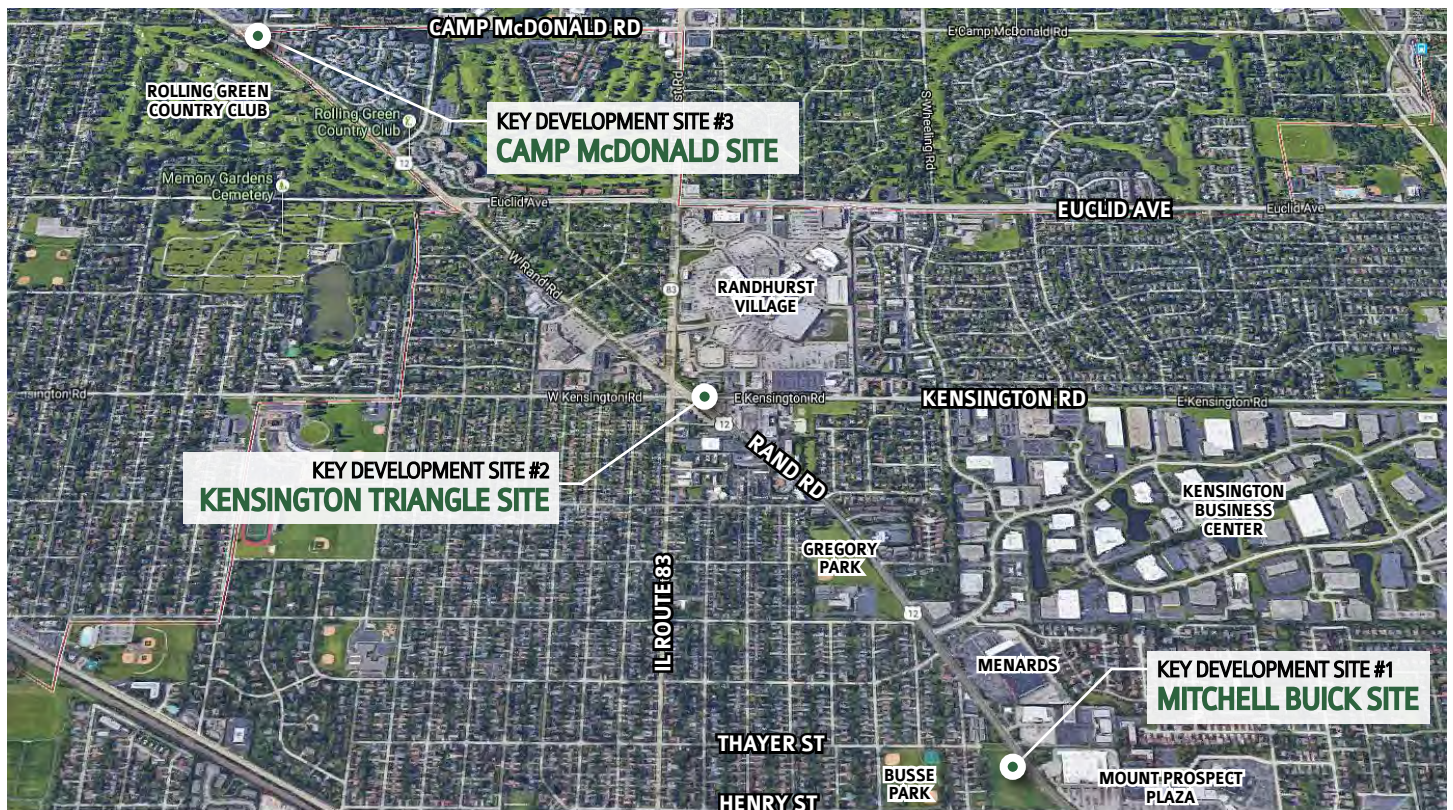 CAMP McDONALD RD
E Camp McDonald Rd
ROLLING GREEN
COUNTRY CLUB
Rolling Green
Country Club
KEY DEVELOPMENT SITE #3
CAMP McDONALD SITE
S Wheeling Rd
12
Memory Gardens
Cemetery
Euclid Ave
EUCLID AVE
Euclid Ave
W Rand Rd
83
RANDHURST
VILLAGE
W Kensington Rd
E Kensington Rd
KENSINGTON RD
E Kensington Rd
12
RAND RD
KEY DEVELOPMENT SITE #2
KENSINGTON TRIANGLE SITE
KENSINGTON
BUSINESS
CENTER
GREGORY
PARK
IL ROUTE 83
12
MENARDS
KEY DEVELOPMENT SITE #1
MITCHELL BUICK SITE
THAYER ST
BUSSE
PARK
MOUNT PROSPECT
PLAZA
HENRY ST